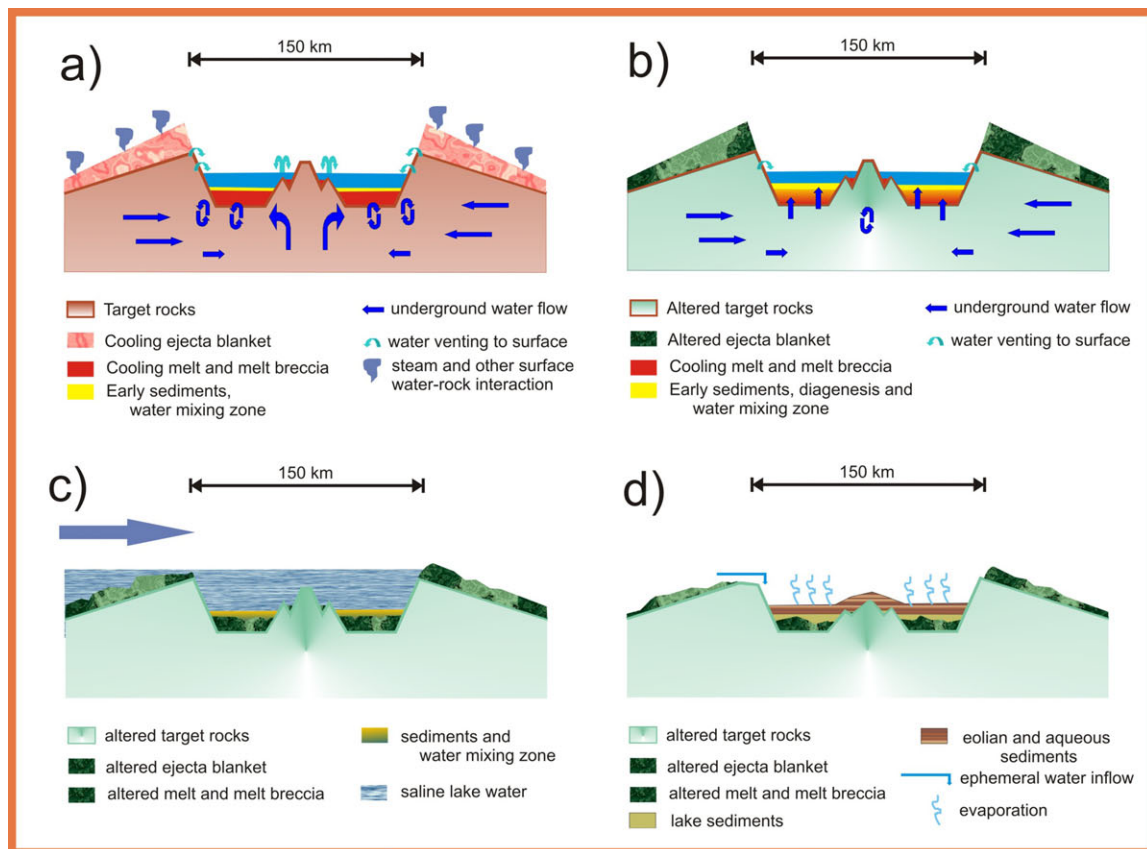 a)
150 km
Target rocks
Cooling ejecta blanket
Cooling melt and melt breccia
Early sediments,
water mixing zone
underground water flow
water venting to surface
steam and other surface
water-rock interaction
b)
150 km
Altered target rocks
Altered ejecta blanket
Cooling melt and melt breccia
Early sediments, diagenesis and
water mixing zone
underground water flow
water venting to surface
c)
150 km
altered target rocks
altered ejecta blanket
altered melt and melt breccia
sediments and
water mixing zone
saline lake water
d)
150 km
altered target rocks
altered ejecta blanket
altered melt and melt breccia
lake sediments
eolian and aqueous
sediments
ephemeral water inflow
evaporation